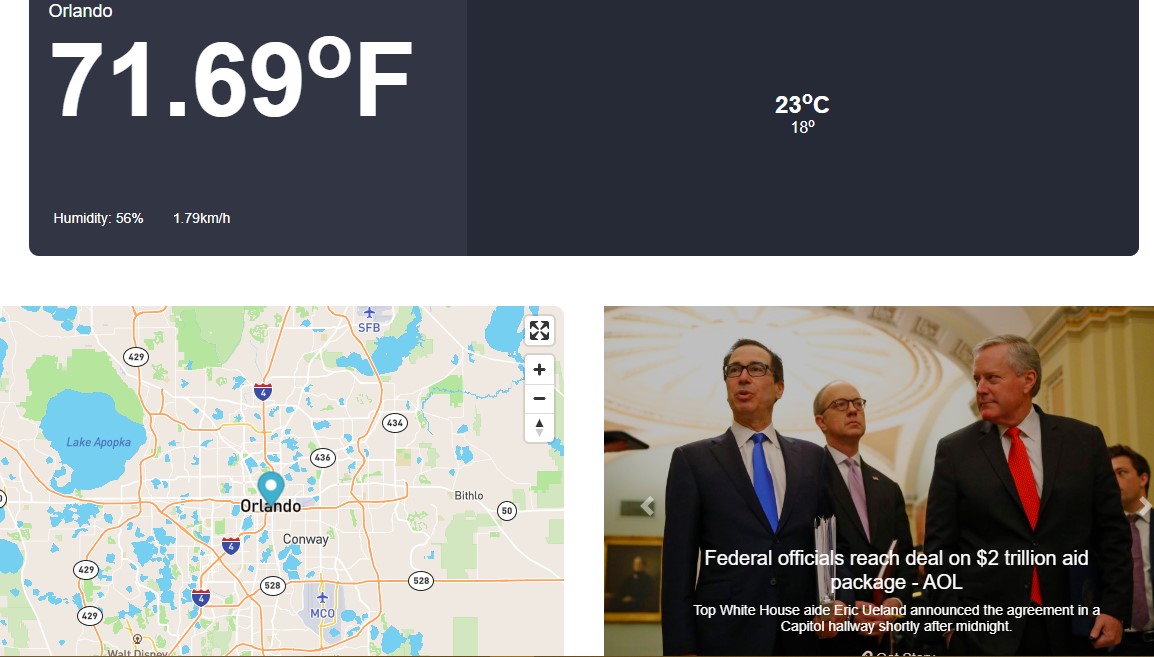 Orlando
71.69ºF
23ºC
18º
Humidity: 56% 1.79km/h
SFB
429
4
434
Lake Apopka
436
Orlando
Bithlo
50
Conway
4
429
528
528
4
MCO
429
Walt Disney
Federal officials reach deal on $2 trillion aid
package - AOL
Top White House aide Eric Ueland announced the agreement in a
Capitol hallway shortly after midnight.
Get Story